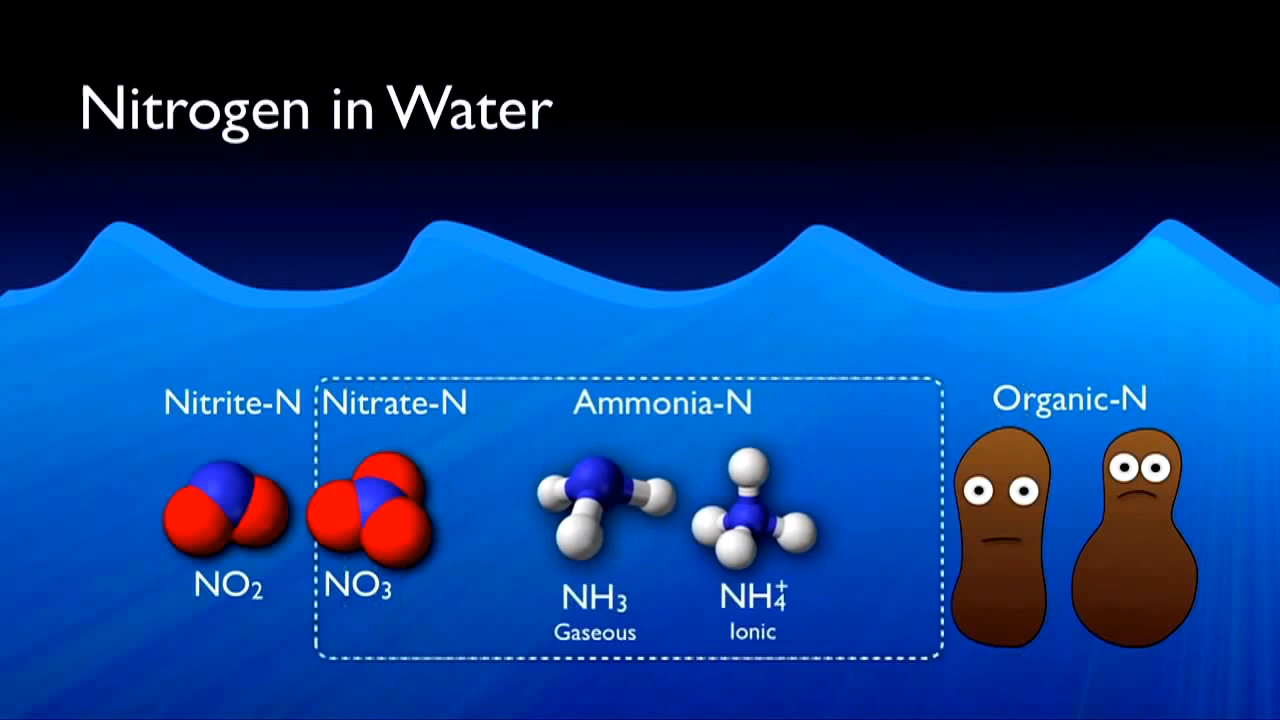 Nitrogen in Water
Nitrite-N Nitrate-N Ammonia-N Organic-N
NO₂ NO₃ NH₃ NH₄⁺
Gaseous Ionic